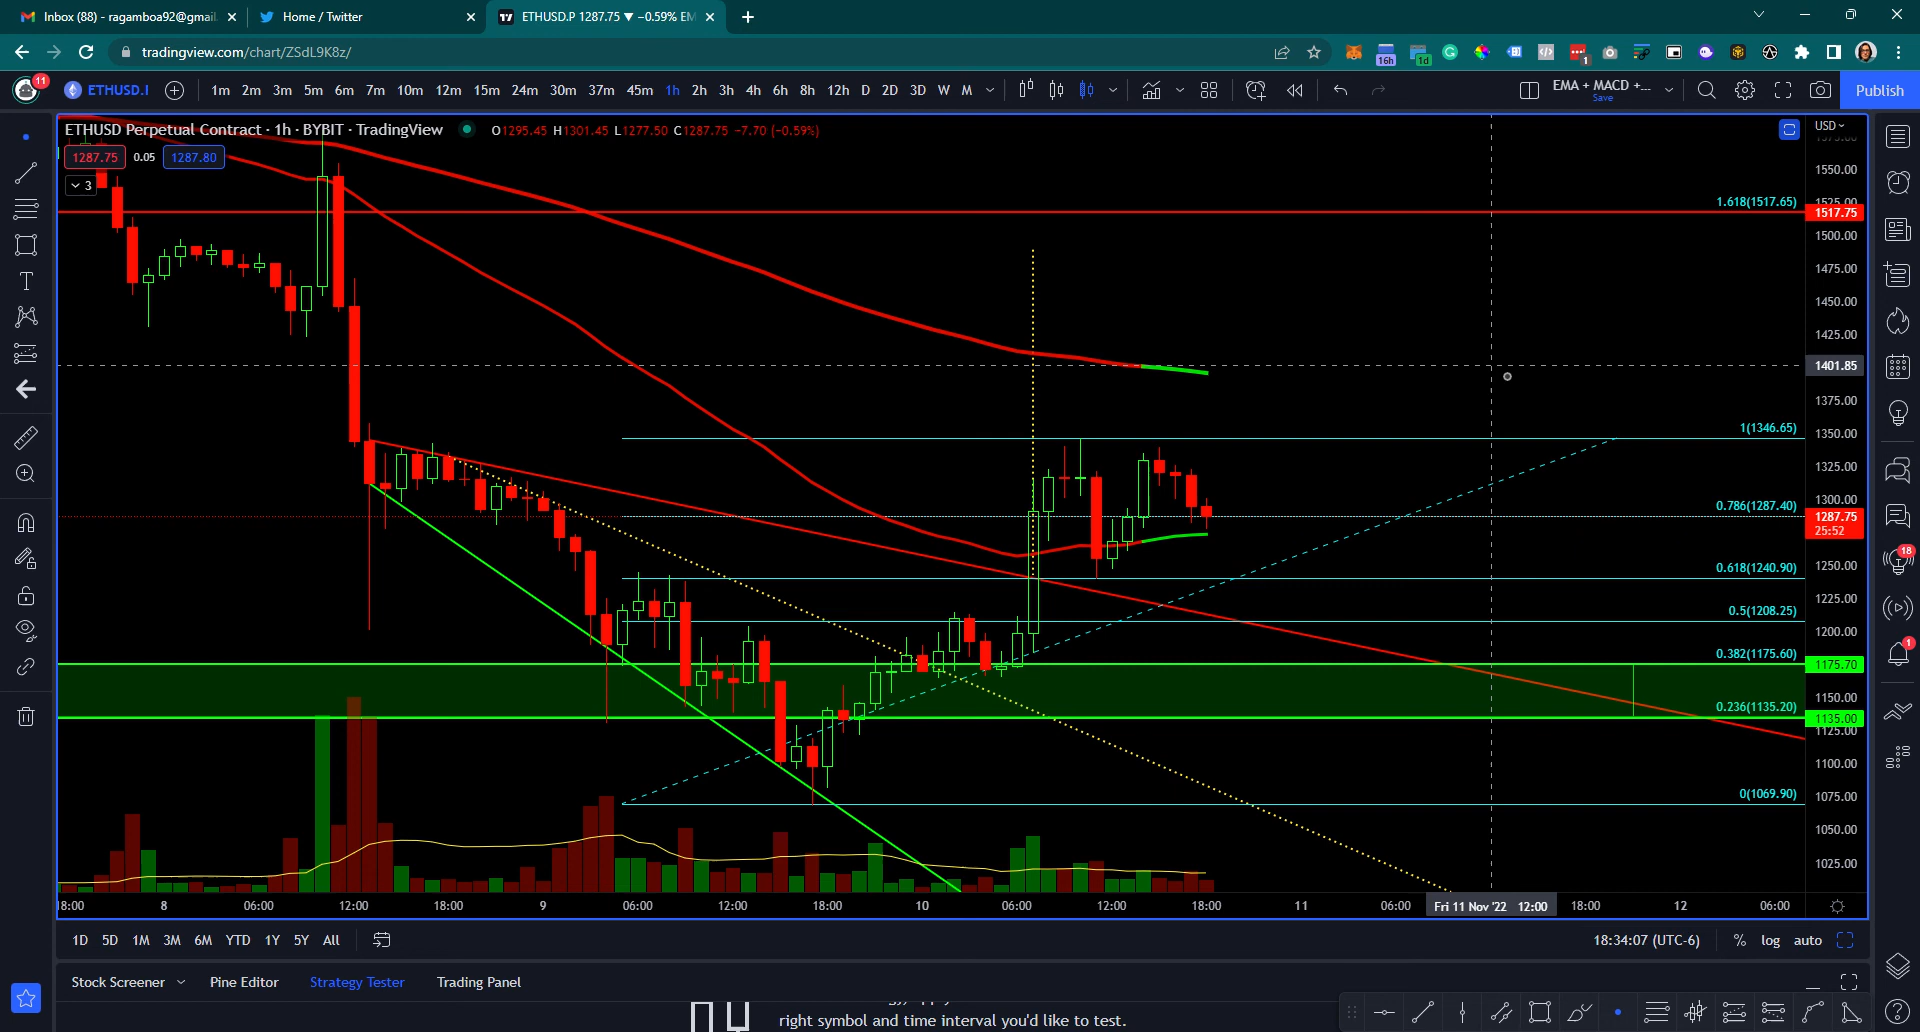 Inbox (88) - ragamboa92@gmail.
Home / Twitter
ETHUSD.P 1287.75 ▼ −0.59% EM
tradingview.com/chart/ZSdL9K8z/
16h
1d
1
11
ETHUSD.I
1m 2m 3m 5m 6m 7m 10m 12m 15m 24m 30m 37m 45m 1h 2h 3h 4h 6h 8h 12h D 2D 3D W M
EMA + MACD +...
Save
Publish
ETHUSD Perpetual Contract · 1h · BYBIT · TradingView
O1295.45 H1301.45 L1277.50 C1287.75 −7.70 (−0.59%)
USD
1287.75 0.05 1287.80
3
1550.00
1.618(1517.65)
1525.00
1517.75
1500.00
1475.00
1450.00
1425.00
1401.85
1375.00
1(1346.65)
1350.00
1325.00
0.786(1287.40)
1300.00
1287.75
25:52
0.618(1240.90)
1250.00
0.5(1208.25)
1225.00
1200.00
0.382(1175.60)
1175.70
1150.00
0.236(1135.20)
1135.00
1125.00
1100.00
0(1069.90)
1075.00
1050.00
1025.00
18
1
18:00 8 06:00 12:00 18:00 9 06:00 12:00 18:00 10 06:00 12:00 18:00 11 06:00 Fri 11 Nov '22 12:00 18:00 12 06:00
1D 5D 1M 3M 6M YTD 1Y 5Y All
18:34:07 (UTC-6)
% log auto
Stock Screener Pine Editor Strategy Tester Trading Panel
right symbol and time interval you'd like to test.